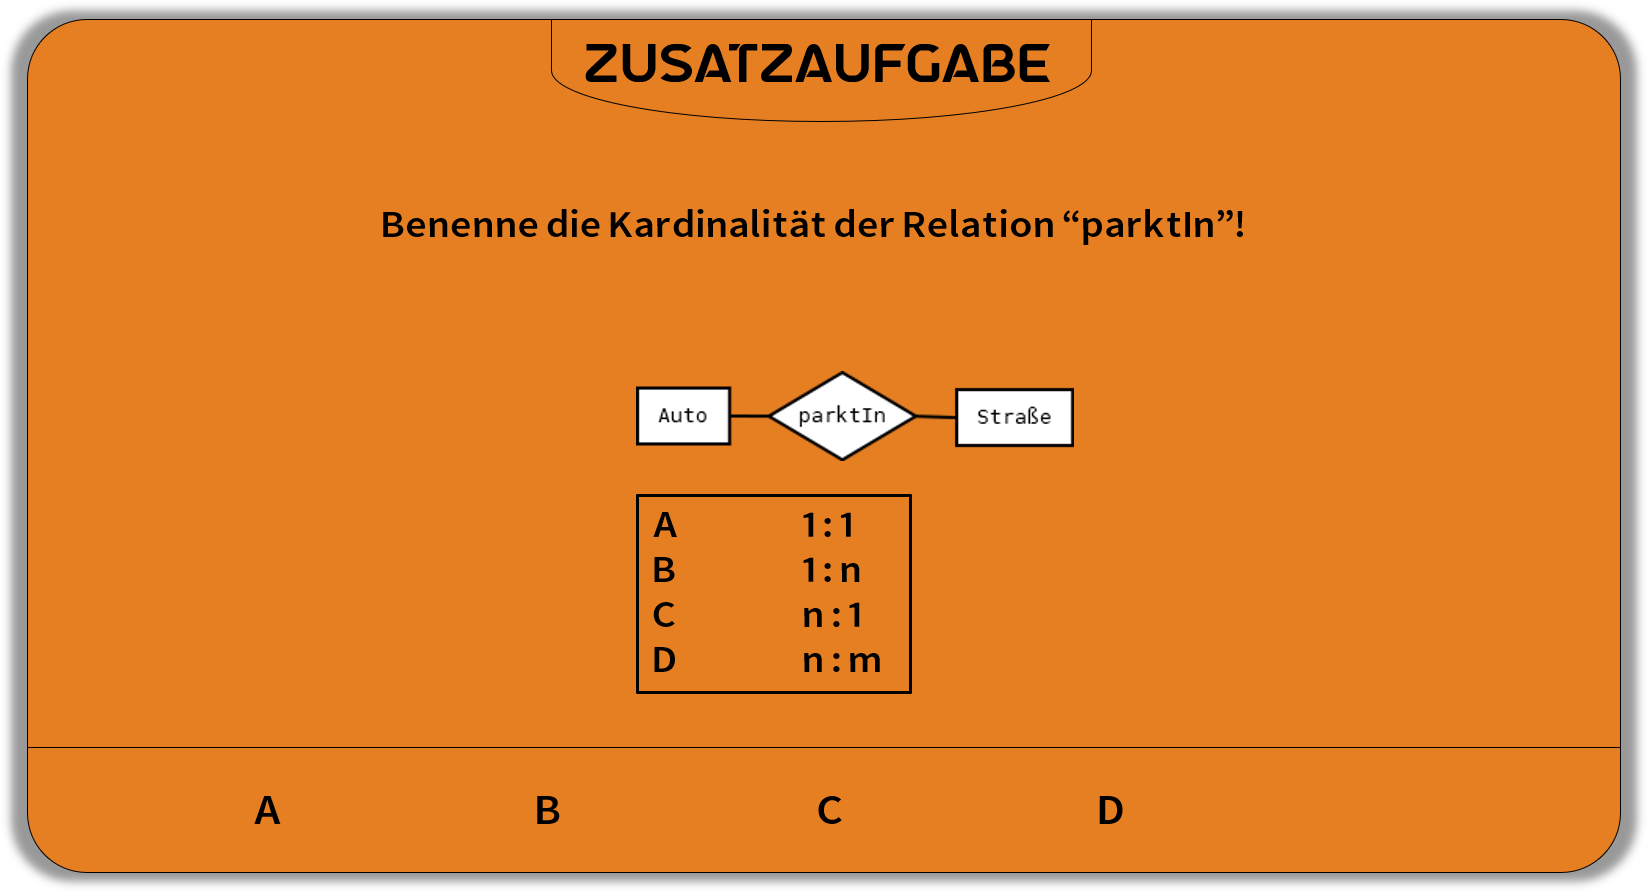 ZUSATZAUFGABE
Benenne die Kardinalität der Relation “parktIn”!
Auto parktIn Straße
A 1:1
B 1:n
C n:1
D n:m
A B C D